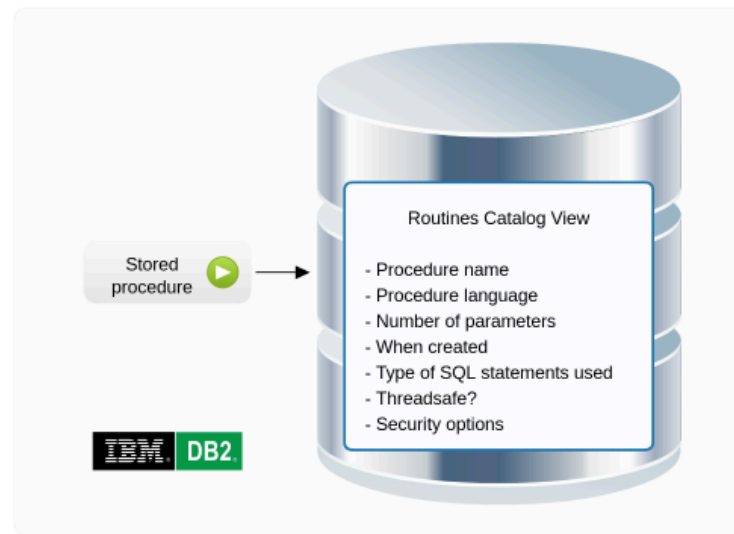 Routines Catalog View
Stored
procedure
- Procedure name
- Procedure language
- Number of parameters
- When created
- Type of SQL statements used
- Threadsafe?
- Security options
IBM. DB2.